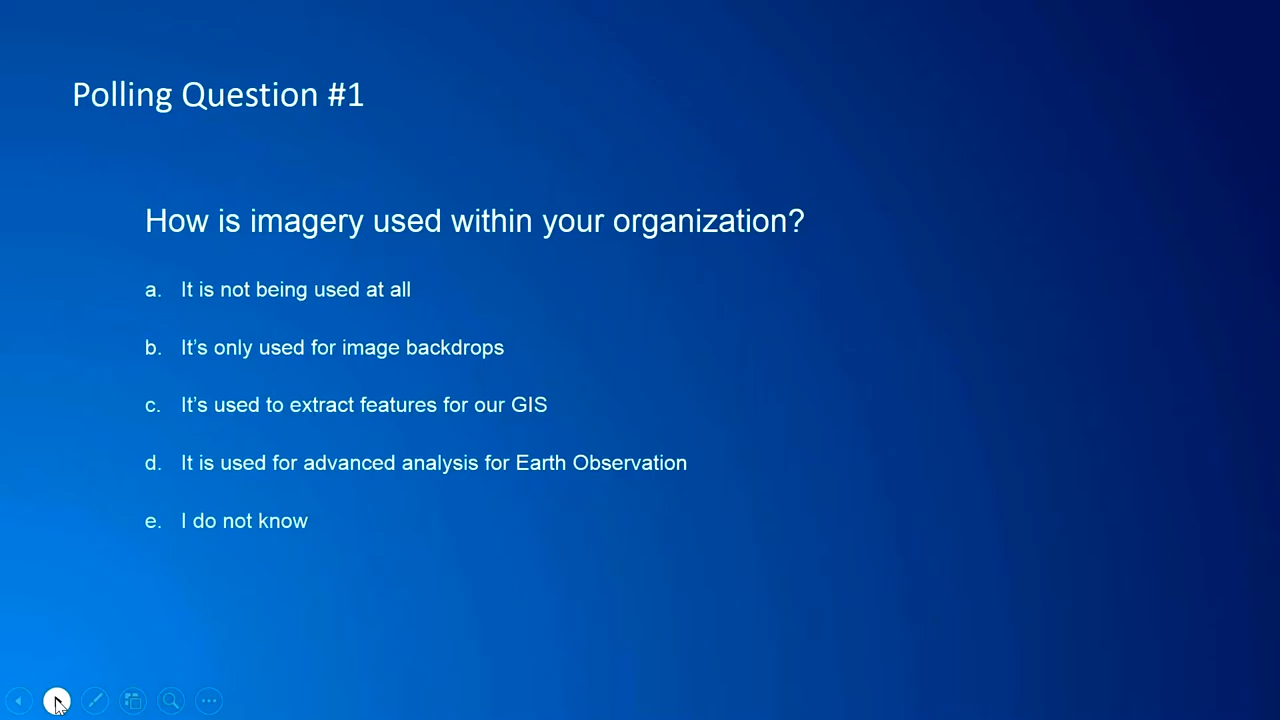 Polling Question #1
How is imagery used within your organization?
a. It is not being used at all
b. It’s only used for image backdrops
c. It’s used to extract features for our GIS
d. It is used for advanced analysis for Earth Observation
e. I do not know